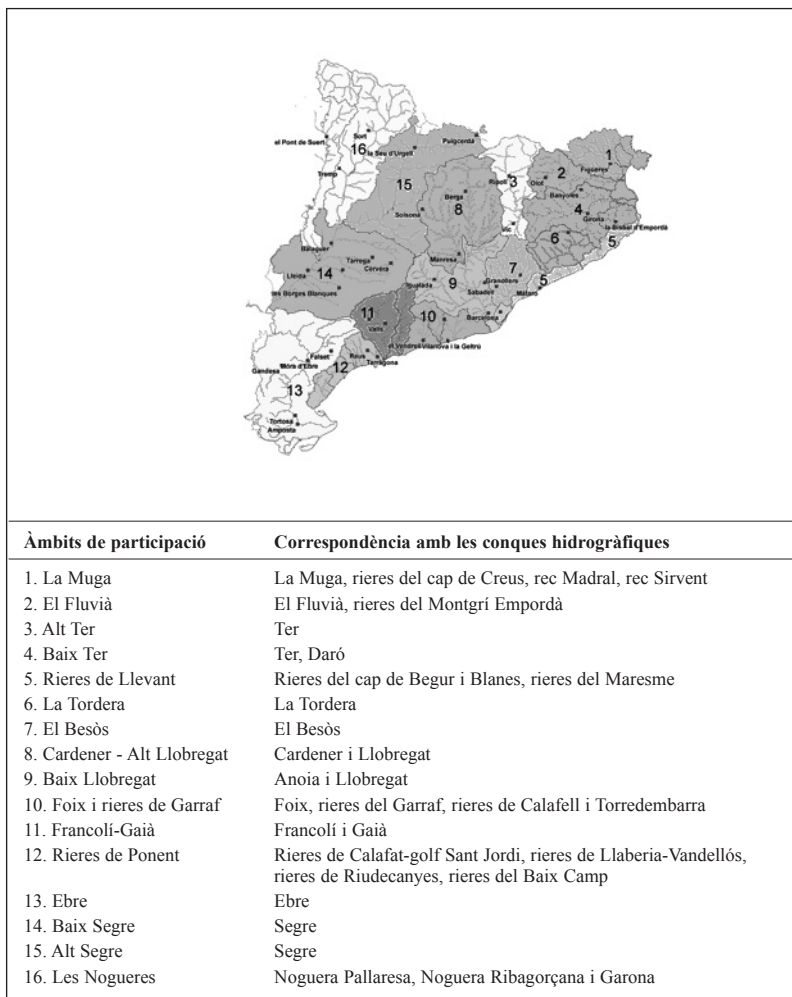 el Pont de Suert
Sort
16
la Seu d'Urgell
Puigcerdà
Tremp
15
Ripoll
3
Olot
2
Figueres
1
Banyoles
Berga
8
4
Girona
la Bisbal d'Empordà
Solsona
Vic
6
5
Balaguer
Manresa
7
Tàrrega
Cervera
Lleida
14
Igualada
9
Granollers
5
Sabadell
Mataró
les Borges Blanques
11
Valls
10
Barcelona
el Vendrell
Vilanova i la Geltrú
Falset
Reus
Tarragona
Gandesa
Móra d'Ebre
12
13
Tortosa
Amposta
Àmbits de participació Correspondència amb les conques hidrogràfiques
1. La Muga La Muga, rieres del cap de Creus, rec Madral, rec Sirvent
2. El Fluvià El Fluvià, rieres del Montgrí Empordà
3. Alt Ter Ter
4. Baix Ter Ter, Daró
5. Rieres de Llevant Rieres del cap de Begur i Blanes, rieres del Maresme
6. La Tordera La Tordera
7. El Besòs El Besòs
8. Cardener - Alt Llobregat Cardener i Llobregat
9. Baix Llobregat Anoia i Llobregat
10. Foix i rieres de Garraf Foix, rieres del Garraf, rieres de Calafell i Torredembarra
11. Francolí-Gaià Francolí i Gaià
12. Rieres de Ponent Rieres de Calafat-golf Sant Jordi, rieres de Llaberia-Vandellós,
rieres de Riudecanyes, rieres del Baix Camp
13. Ebre Ebre
14. Baix Segre Segre
15. Alt Segre Segre
16. Les Nogueres Noguera Pallaresa, Noguera Ribagorçana i Garona